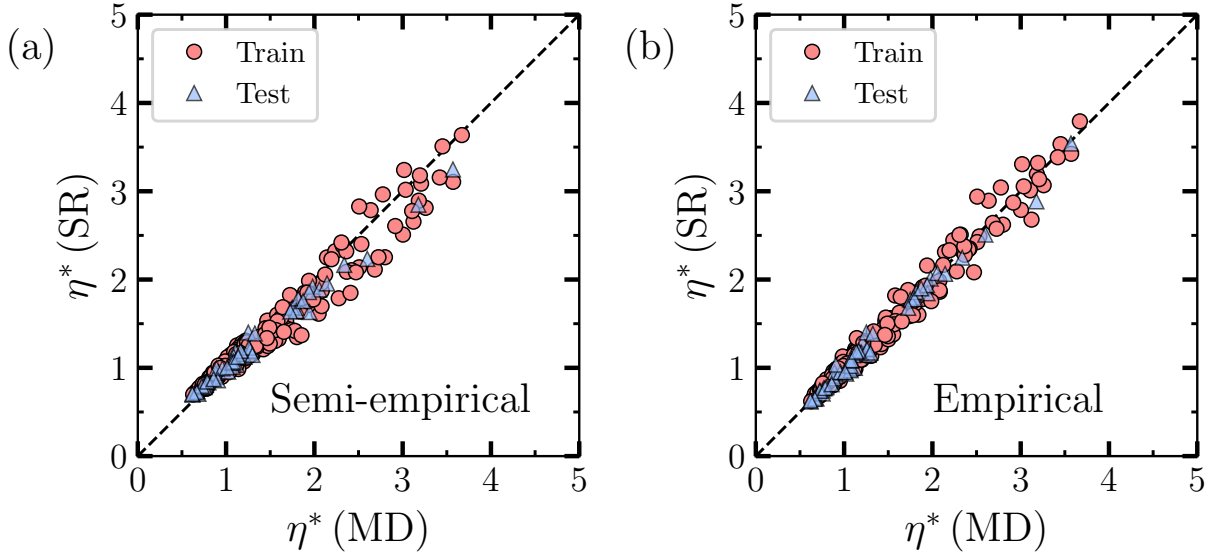 (a)
5
4
3
2
1
0
η* (SR)
Train
Test
Semi-empirical
0 1 2 3 4 5
η* (MD)
(b)
5
4
3
2
1
0
η* (SR)
Train
Test
Empirical
0 1 2 3 4 5
η* (MD)